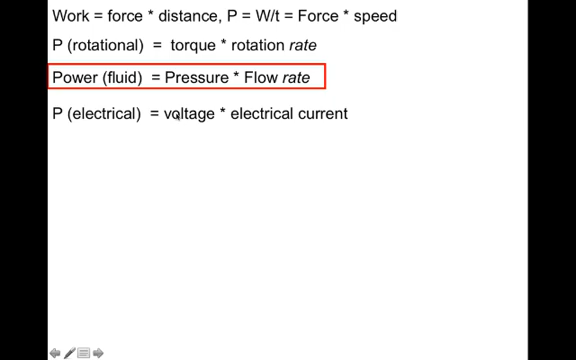 Work = force * distance, P = W/t = Force * speed
P (rotational) = torque * rotation rate
Power (fluid) = Pressure * Flow rate
P (electrical) = voltage * electrical current